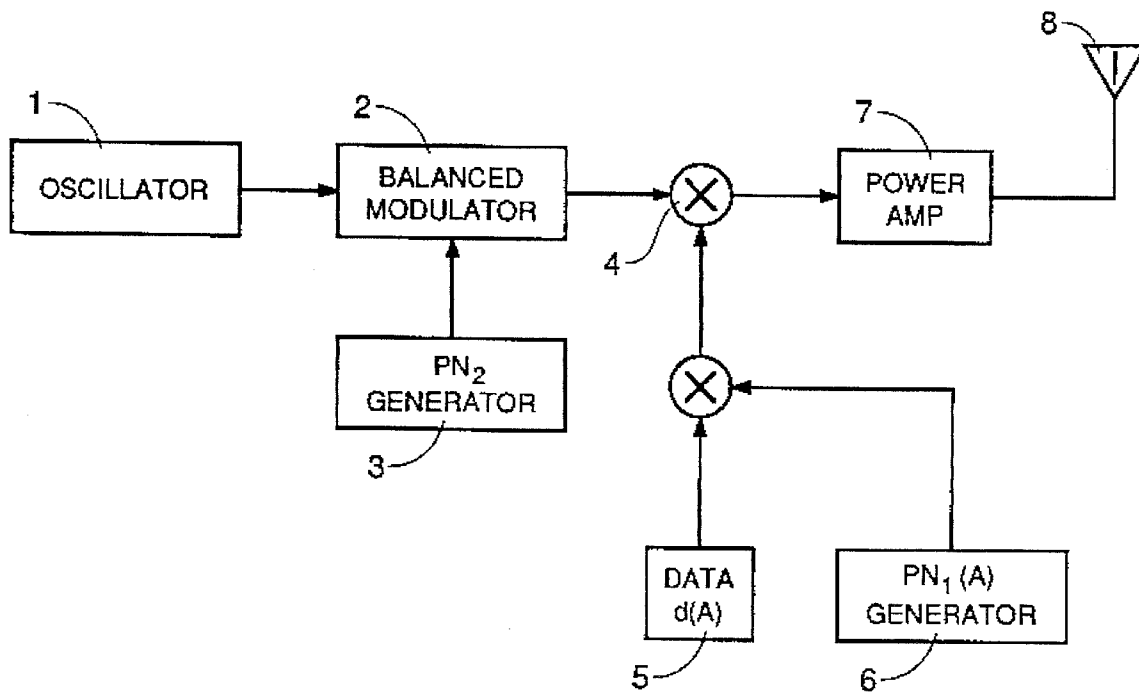 8
1
2
7
OSCILLATOR
BALANCED
MODULATOR
POWER
AMP
4
PN₂
GENERATOR
3
DATA
d(A)
PN₁(A)
GENERATOR
5
6